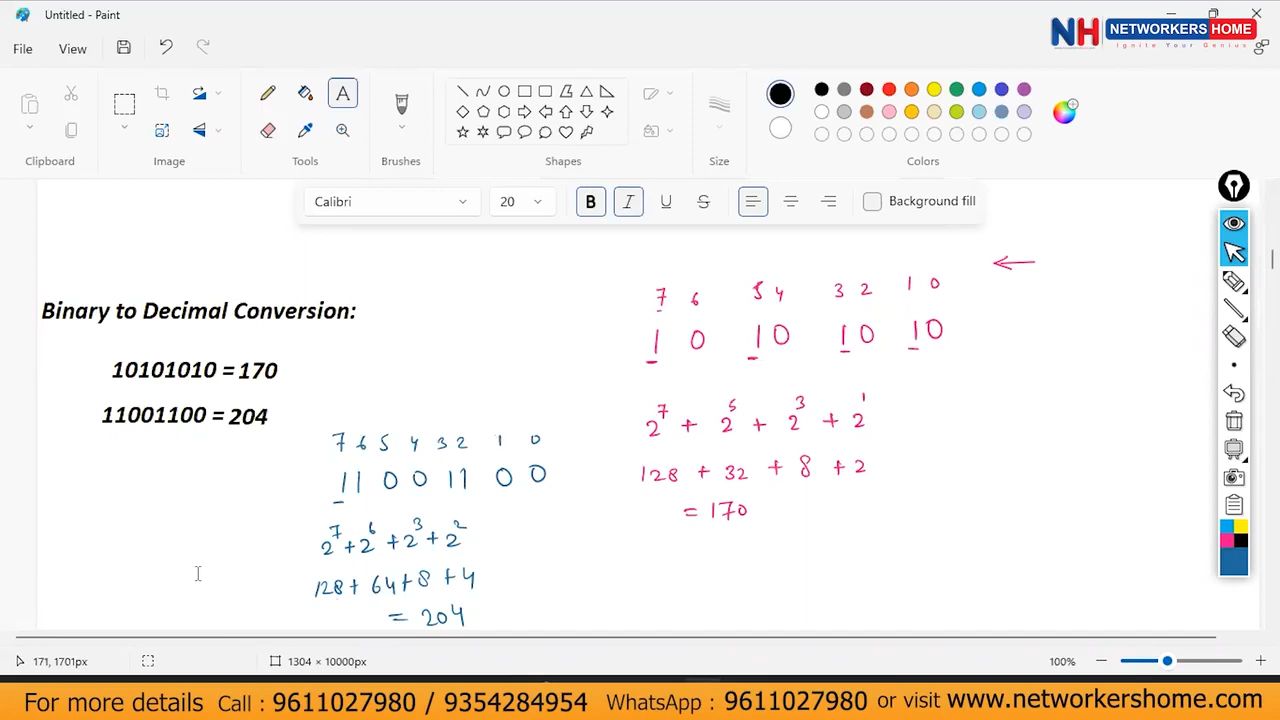 Untitled - Paint
NH NETWORKERS HOME
Ignite Your Genius
File View
Clipboard Image Tools Brushes Shapes Size Colors
Calibri 20 B I U S Background fill
Binary to Decimal Conversion:
10101010 = 170
11001100 = 204
7 6 5 4 3 2 1 0
1 0 1 0 1 0 1 0
2^7 + 2^5 + 2^3 + 2^1
128 + 32 + 8 + 2
= 170
7 6 5 4 3 2 1 0
1 1 0 0 1 1 0 0
2^7 + 2^6 + 2^3 + 2^2
128 + 64 + 8 + 4
= 204
171, 1701px 1304 × 10000px 100%
For more details Call : 9611027980 / 9354284954 WhatsApp : 9611027980 or visit www.networkershome.com